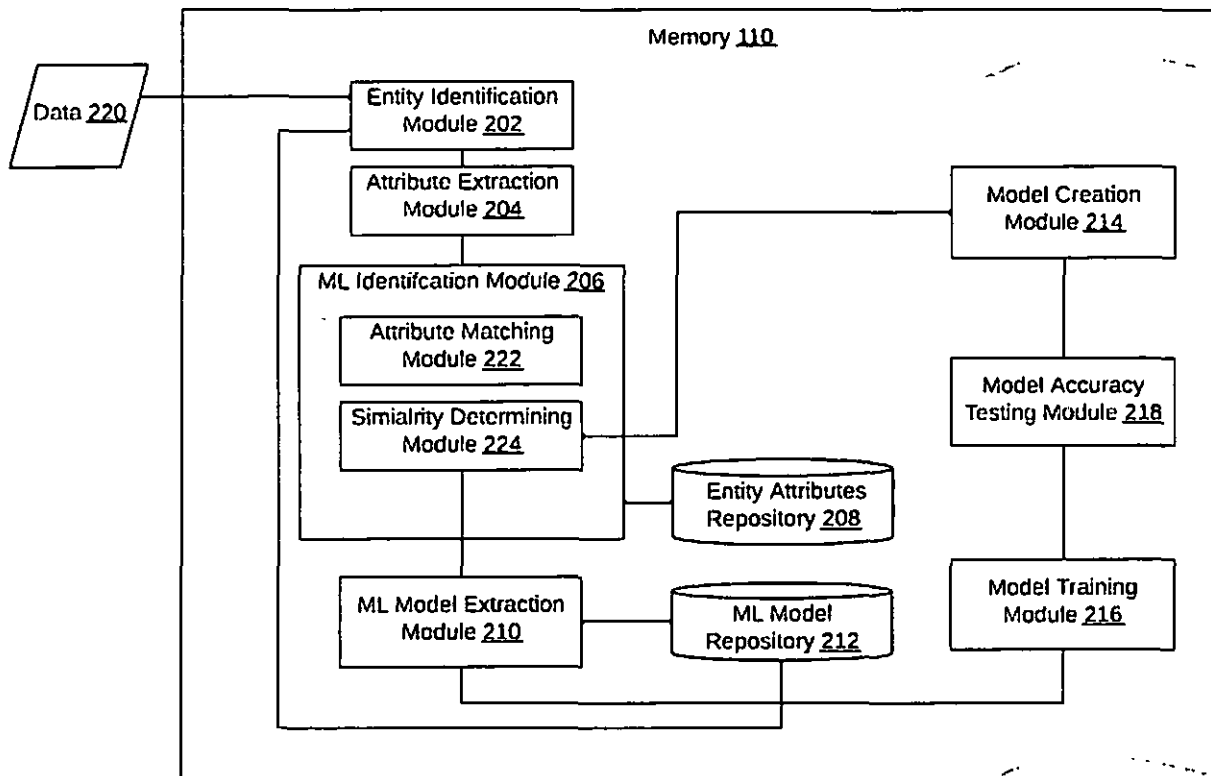 Memory 110
Data 220
Entity Identification
Module 202
Attribute Extraction
Module 204
ML Identifcation Module 206
Attribute Matching
Module 222
Simialrity Determining
Module 224
Entity Attributes
Repository 208
ML Model Extraction
Module 210
ML Model
Repository 212
Model Creation
Module 214
Model Accuracy
Testing Module 218
Model Training
Module 216